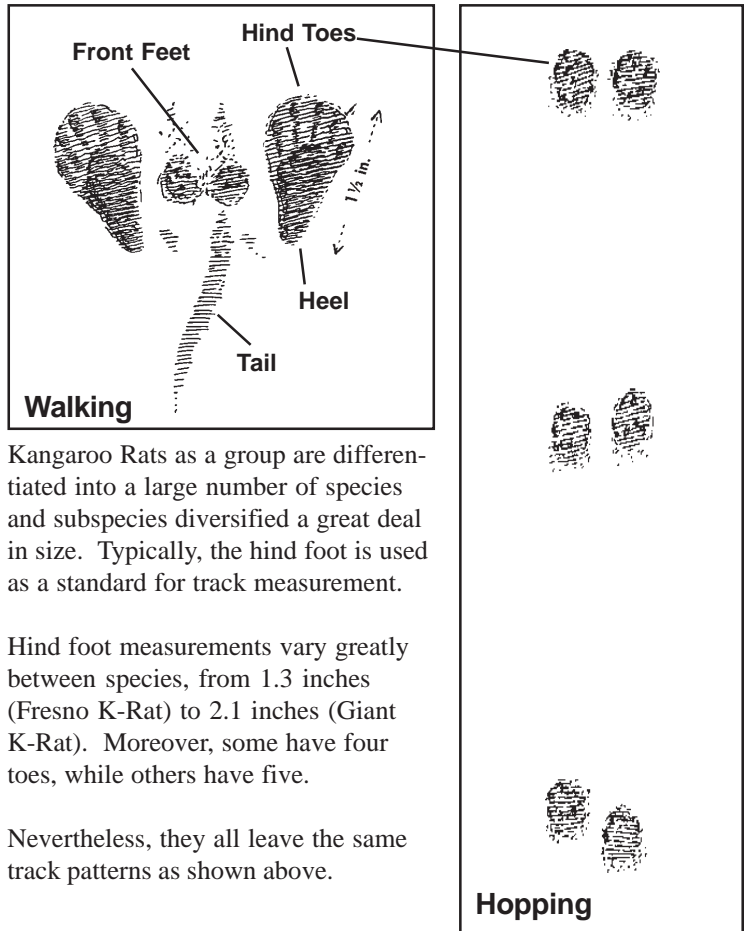 Hind Toes
Front Feet
1½ in.
Heel
Tail
Walking
Kangaroo Rats as a group are differen-
tiated into a large number of species
and subspecies diversified a great deal
in size.  Typically, the hind foot is used
as a standard for track measurement.
Hind foot measurements vary greatly
between species, from 1.3 inches
(Fresno K-Rat) to 2.1 inches (Giant
K-Rat).  Moreover, some have four
toes, while others have five.
Nevertheless, they all leave the same
track patterns as shown above.
Hopping